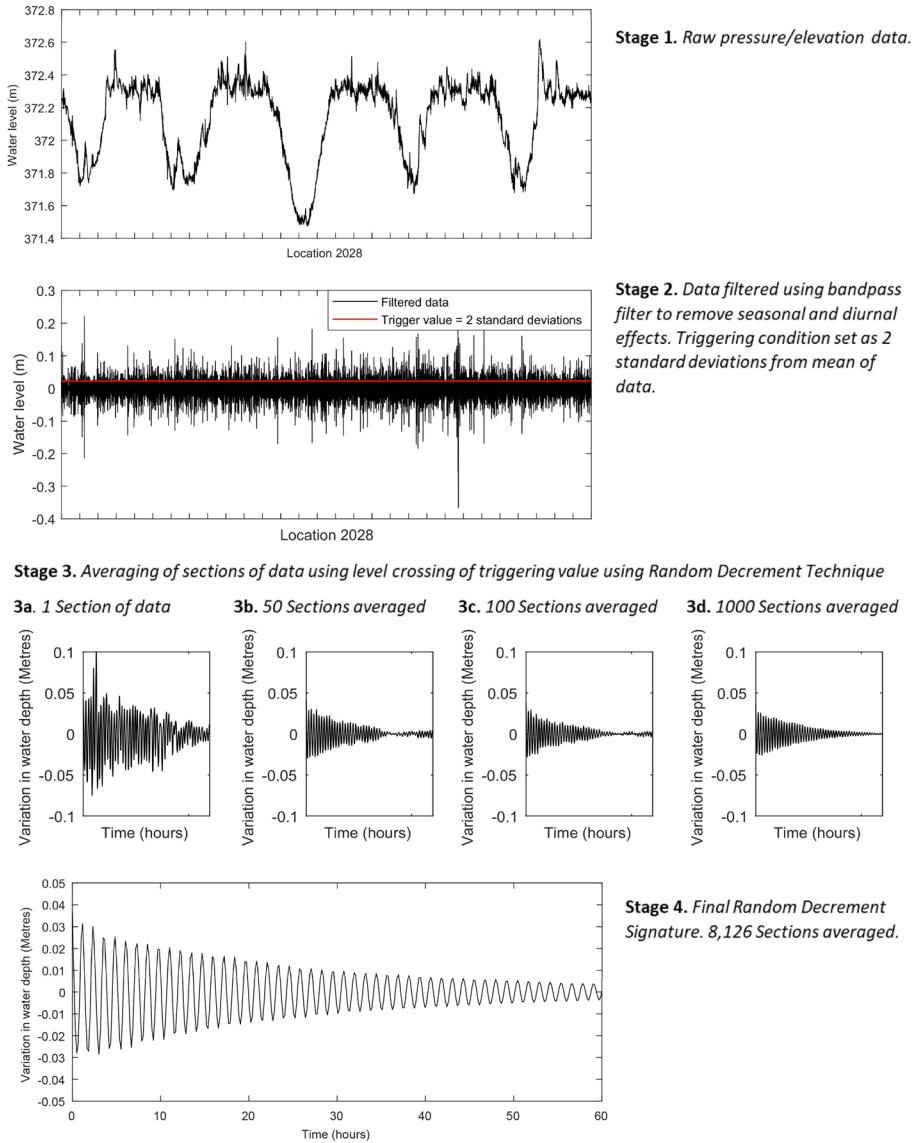 372.8
372.6
372.4
372.2
372
371.8
371.6
371.4
Water level (m)
Location 2028
Stage 1. Raw pressure/elevation data.
0.3
0.2
0.1
0
-0.1
-0.2
-0.3
-0.4
Water level (m)
Filtered data
Trigger value = 2 standard deviations
Location 2028
Stage 2. Data filtered using bandpass
filter to remove seasonal and diurnal
effects. Triggering condition set as 2
standard deviations from mean of
data.
Stage 3. Averaging of sections of data using level crossing of triggering value using Random Decrement Technique
3a. 1 Section of data
0.1
0.05
0
-0.05
-0.1
Variation in water depth (Metres)
Time (hours)
3b. 50 Sections averaged
0.1
0.05
0
-0.05
-0.1
Variation in water depth (Metres)
Time (hours)
3c. 100 Sections averaged
0.1
0.05
0
-0.05
-0.1
Variation in water depth (Metres)
Time (hours)
3d. 1000 Sections averaged
0.1
0.05
0
-0.05
-0.1
Variation in water depth (Metres)
Time (hours)
0.05
0.04
0.03
0.02
0.01
0
-0.01
-0.02
-0.03
-0.04
-0.05
Variation in water depth (Metres)
0 10 20 30 40 50 60
Time (hours)
Stage 4. Final Random Decrement
Signature. 8,126 Sections averaged.